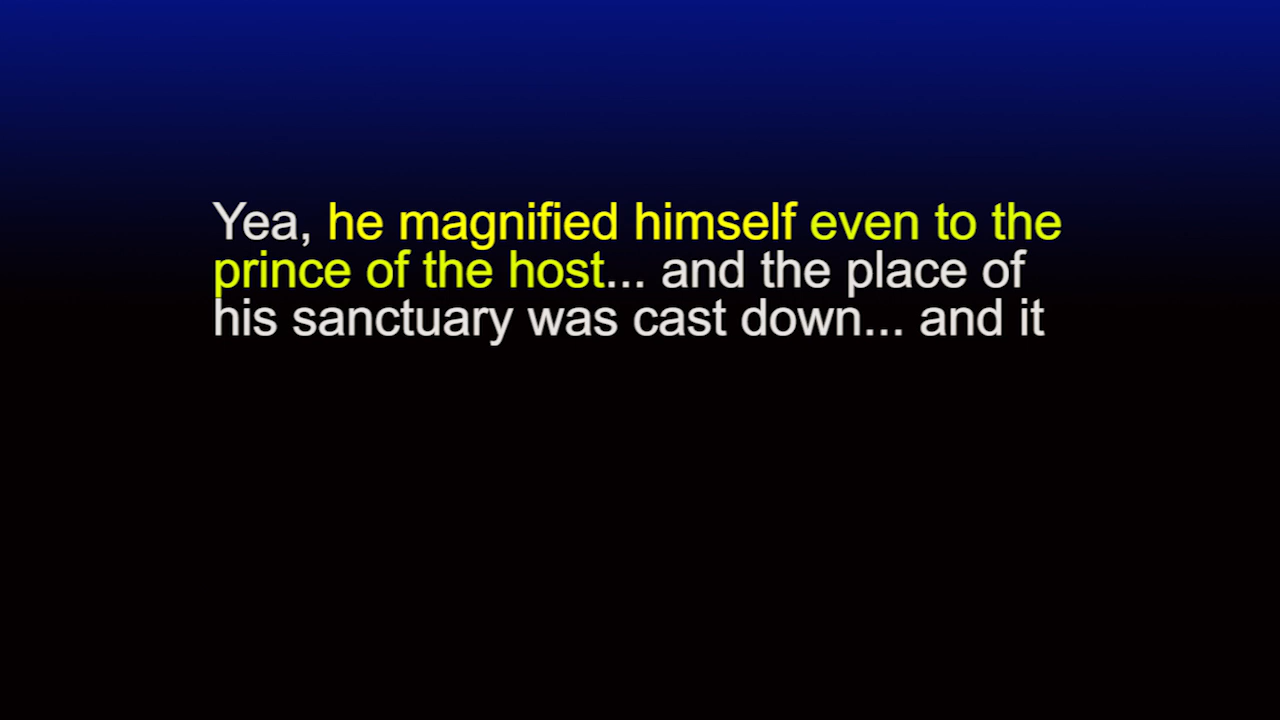 Yea, he magnified himself even to the
prince of the host... and the place of
his sanctuary was cast down... and it